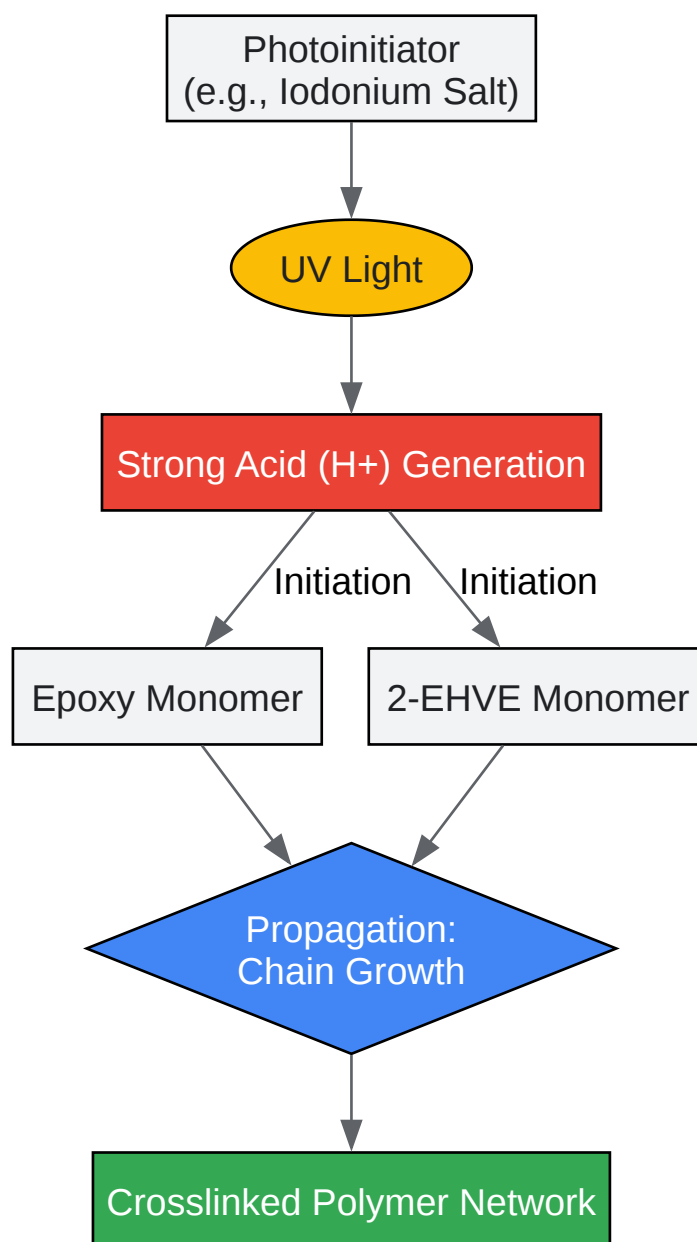 Photoinitiator
(e.g., Iodonium Salt)
UV Light
Strong Acid (H+) Generation
Initiation
Initiation
Epoxy Monomer
2-EHVE Monomer
Propagation:
Chain Growth
Crosslinked Polymer Network